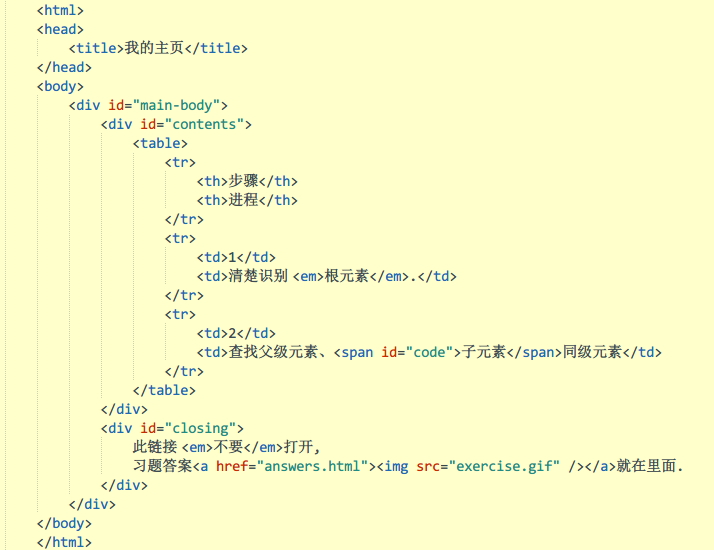 <html>
<head>
<title>我的主页</title>
</head>
<body>
<div id="main-body">
<div id="contents">
<table>
<tr>
<th>步骤</th>
<th>进程</th>
</tr>
<tr>
<td>1</td>
<td>清楚识别 <em>根元素</em>.</td>
</tr>
<tr>
<td>2</td>
<td>查找父级元素、<span id="code">子元素</span>同级元素</td>
</tr>
</table>
</div>
<div id="closing">
此链接 <em>不要</em>打开,
习题答案<a href="answers.html"><img src="exercise.gif" /></a>就在里面.
</div>
</div>
</body>
</html>